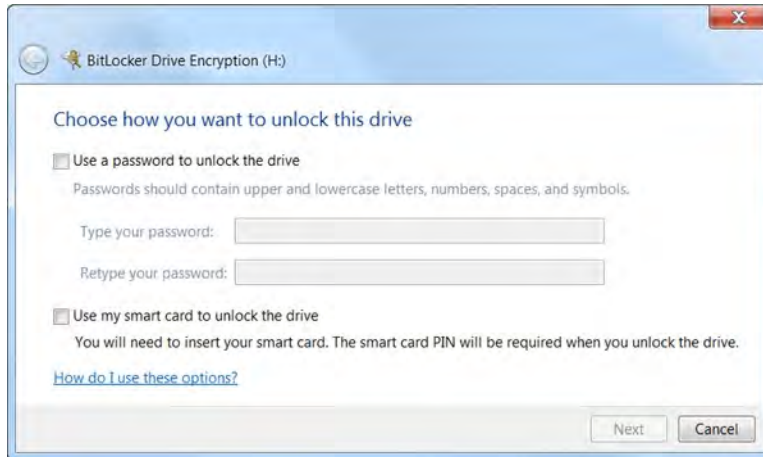 BitLocker Drive Encryption (H:)
Choose how you want to unlock this drive
Use a password to unlock the drive
Passwords should contain upper and lowercase letters, numbers, spaces, and symbols.
Type your password:
Retype your password:
Use my smart card to unlock the drive
You will need to insert your smart card. The smart card PIN will be required when you unlock the drive.
How do I use these options?
Next Cancel